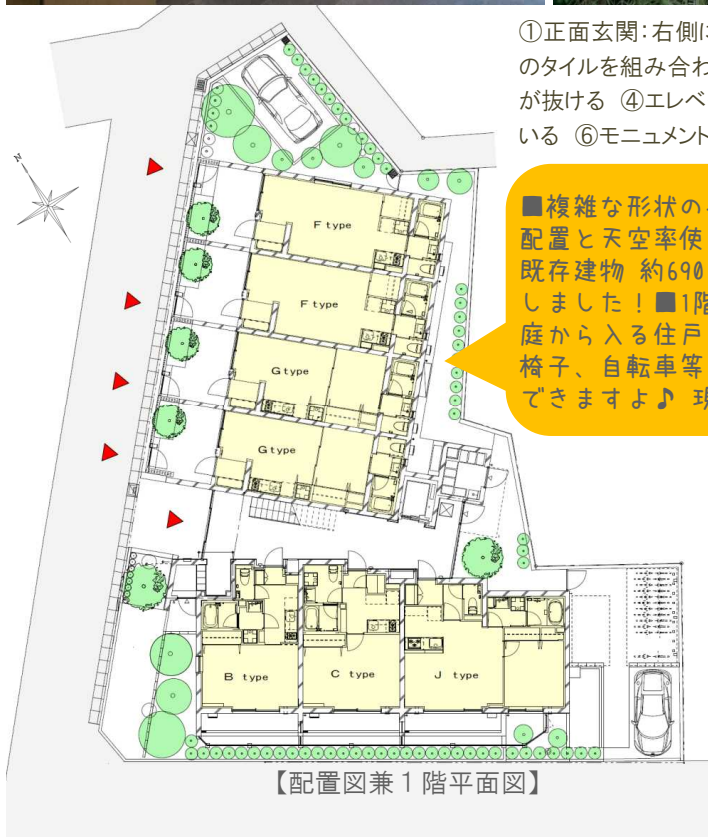 ①正面玄関：右側に
のタイルを組み合わ
が抜ける ④エレベ
いる ⑥モニュメント
N
F type
■複雑な形状の
配置と天空率使
既存建物 約690
しました！■1階
庭から入る住戸
椅子、自転車等
できますよ♪ 現
F type
G type
G type
B type
C type
J type
【配置図兼１階平面図】